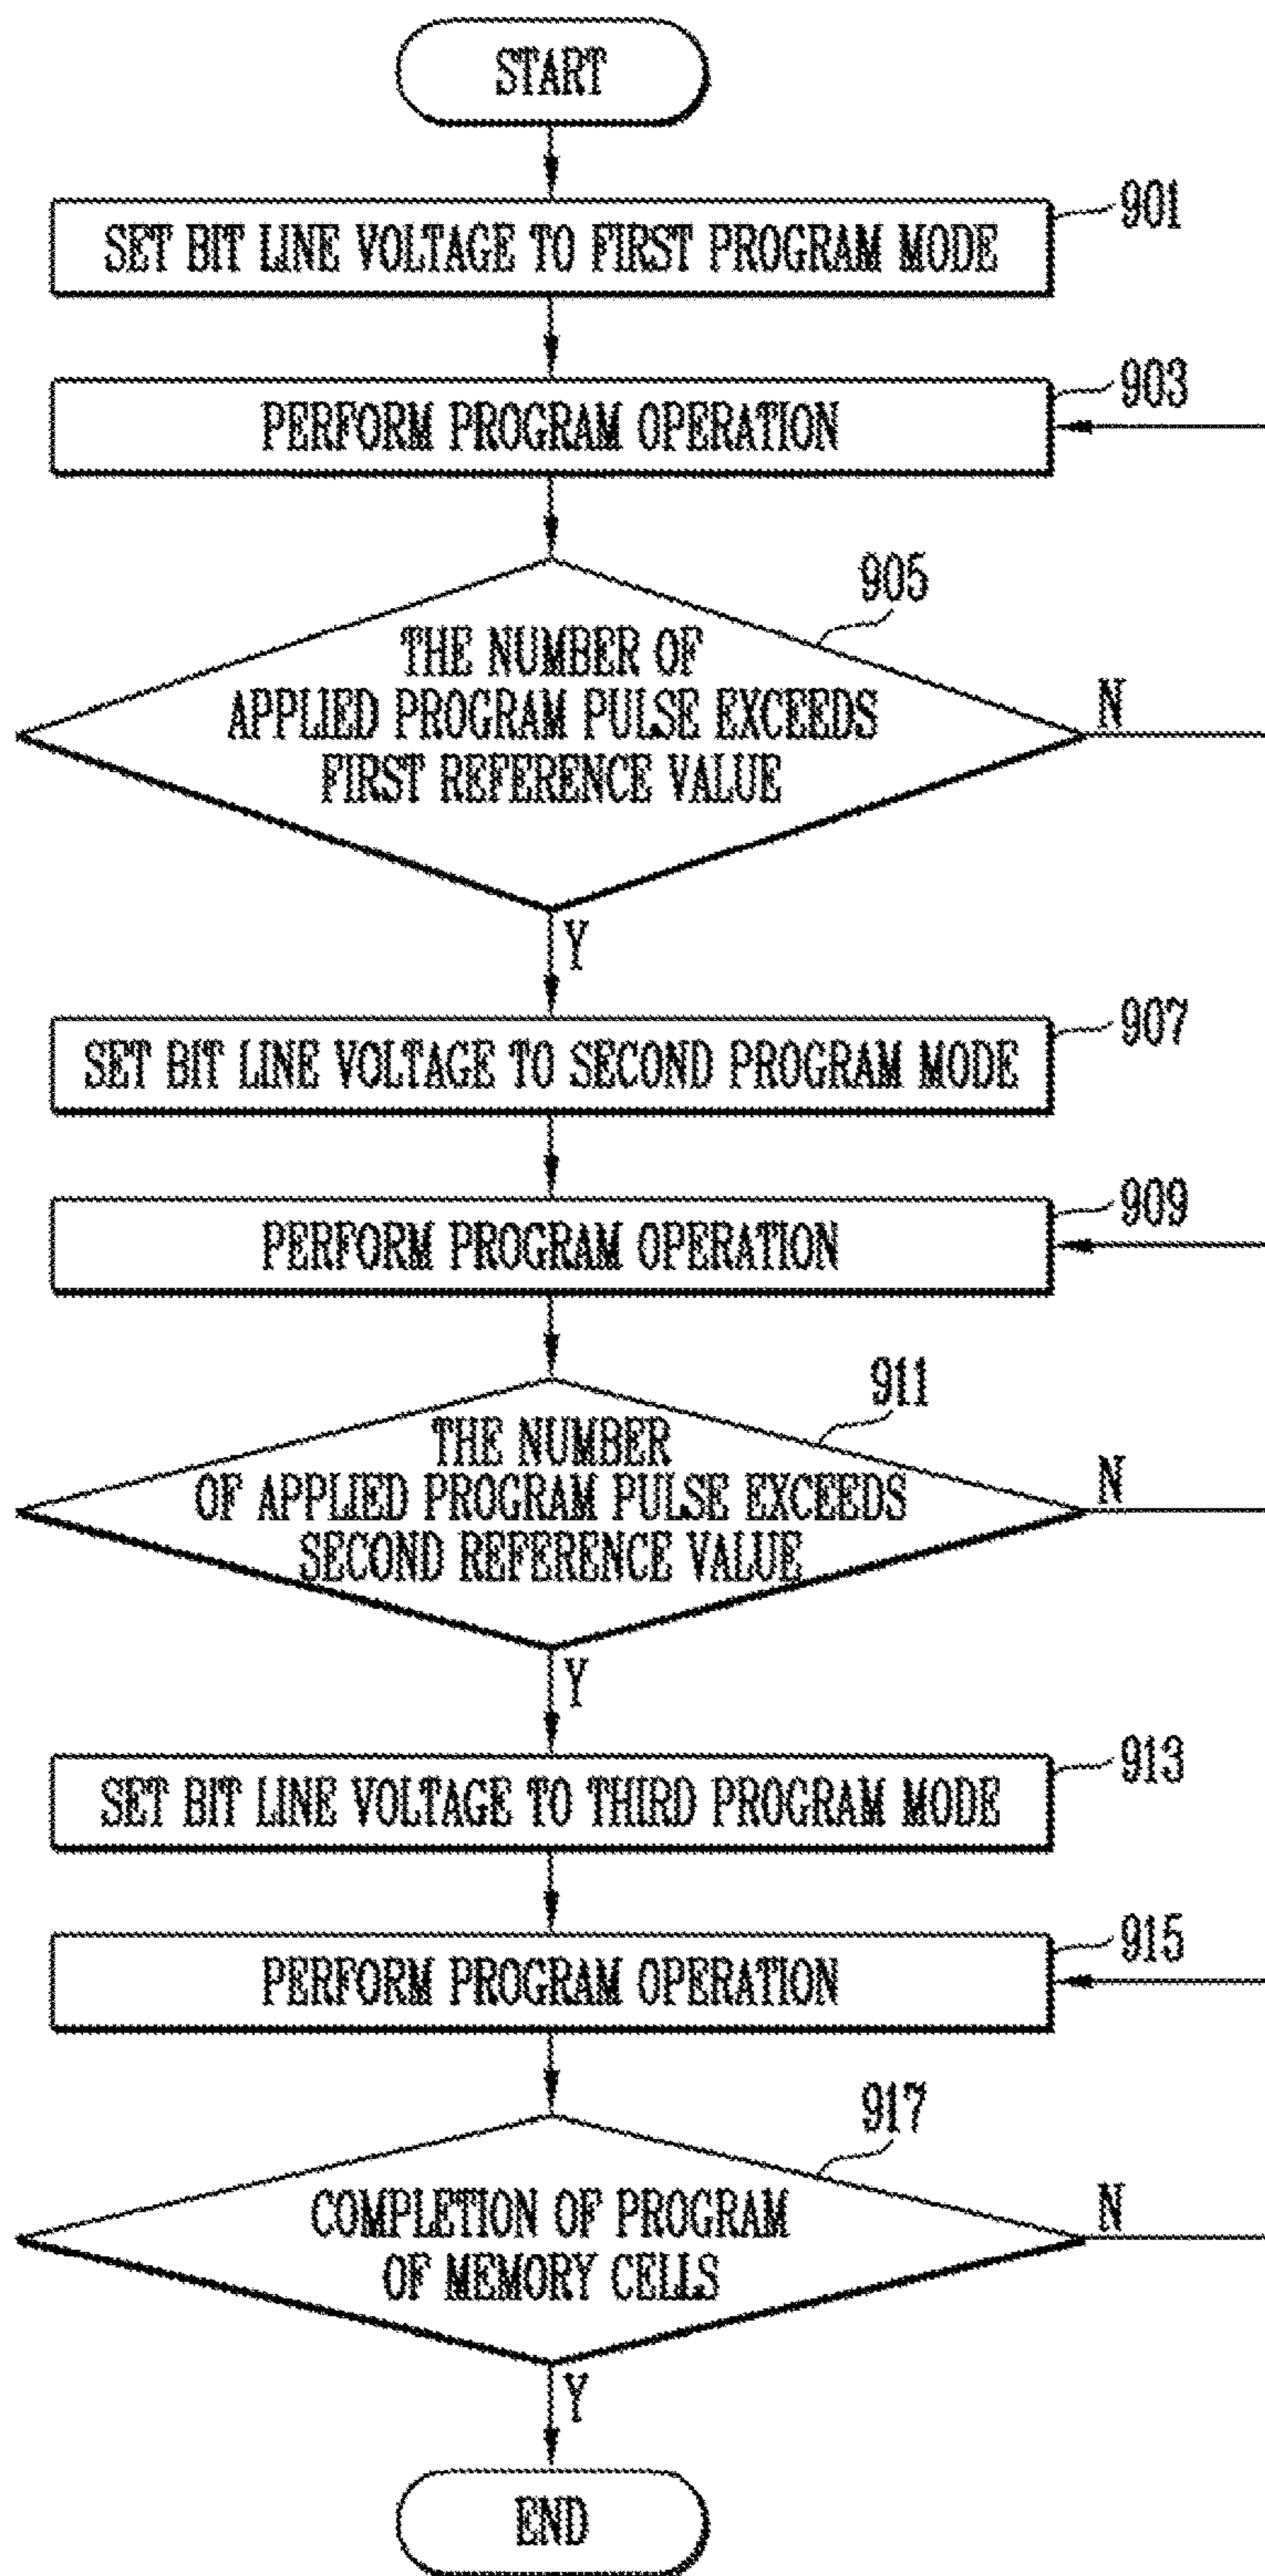 START
901
SET BIT LINE VOLTAGE TO FIRST PROGRAM MODE
903
PERFORM PROGRAM OPERATION
905
THE NUMBER OF
APPLIED PROGRAM PULSE EXCEEDS
FIRST REFERENCE VALUE
N
Y
907
SET BIT LINE VOLTAGE TO SECOND PROGRAM MODE
909
PERFORM PROGRAM OPERATION
911
THE NUMBER
OF APPLIED PROGRAM PULSE EXCEEDS
SECOND REFERENCE VALUE
N
Y
913
SET BIT LINE VOLTAGE TO THIRD PROGRAM MODE
915
PERFORM PROGRAM OPERATION
917
COMPLETION OF PROGRAM
OF MEMORY CELLS
N
Y
END